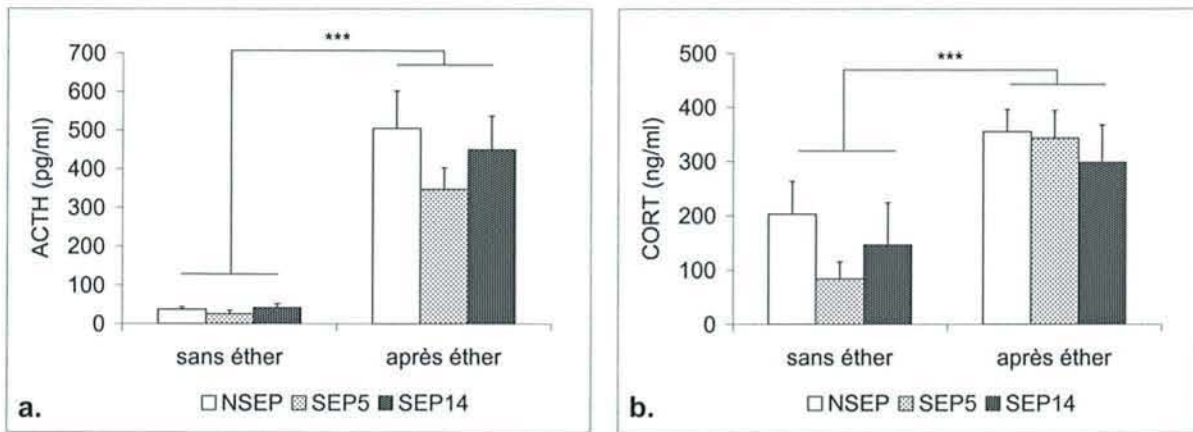 ***
700
600
500
400
300
200
100
0
ACTH (pg/ml)
sans éther
après éther
NSEP SEP5 SEP14
a.
***
500
400
300
200
100
0
CORT (ng/ml)
sans éther
après éther
NSEP SEP5 SEP14
b.